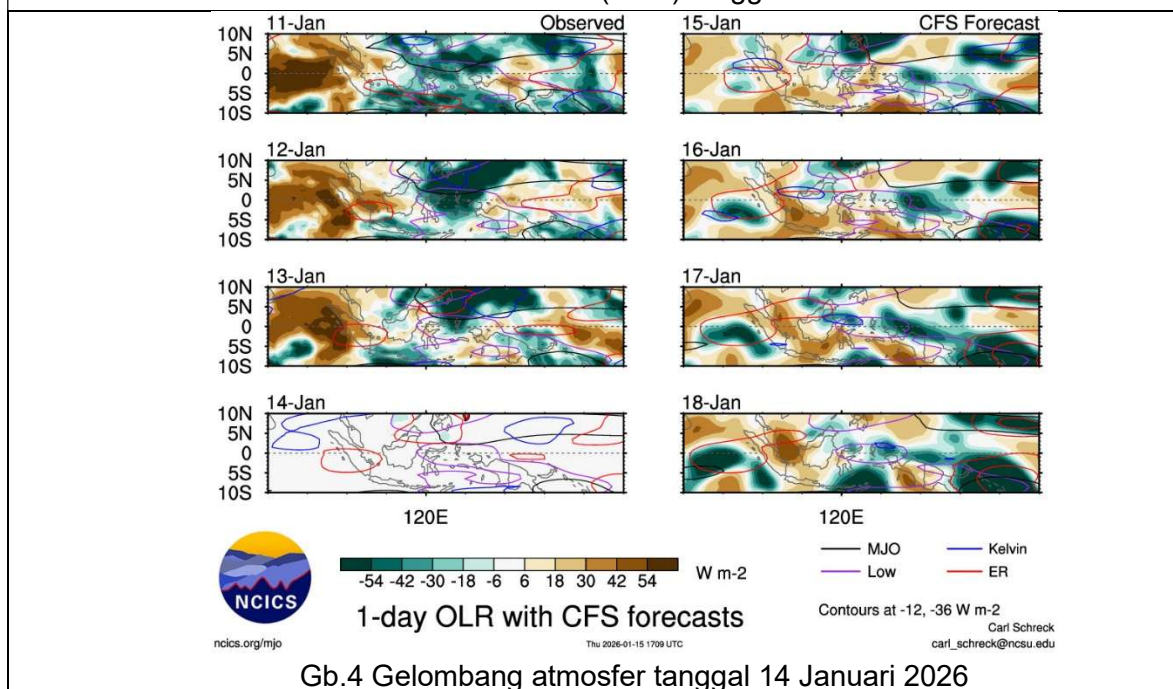 11-Jan Observed
10N
5N
0
5S
10S
12-Jan
10N
5N
0
5S
10S
13-Jan
10N
5N
0
5S
10S
14-Jan
10N
5N
0
5S
10S
120E
15-Jan CFS Forecast
16-Jan
17-Jan
18-Jan
120E
NCICS
ncics.org/mjo
-54 -42 -30 -18 -6 6 18 30 42 54
W m-2
1-day OLR with CFS forecasts
Thu 2026-01-15 1709 UTC
MJO Kelvin
Low ER
Contours at -12, -36 W m-2
Carl Schreck
carl_schreck@ncsu.edu
Gb.4 Gelombang atmosfer tanggal 14 Januari 2026